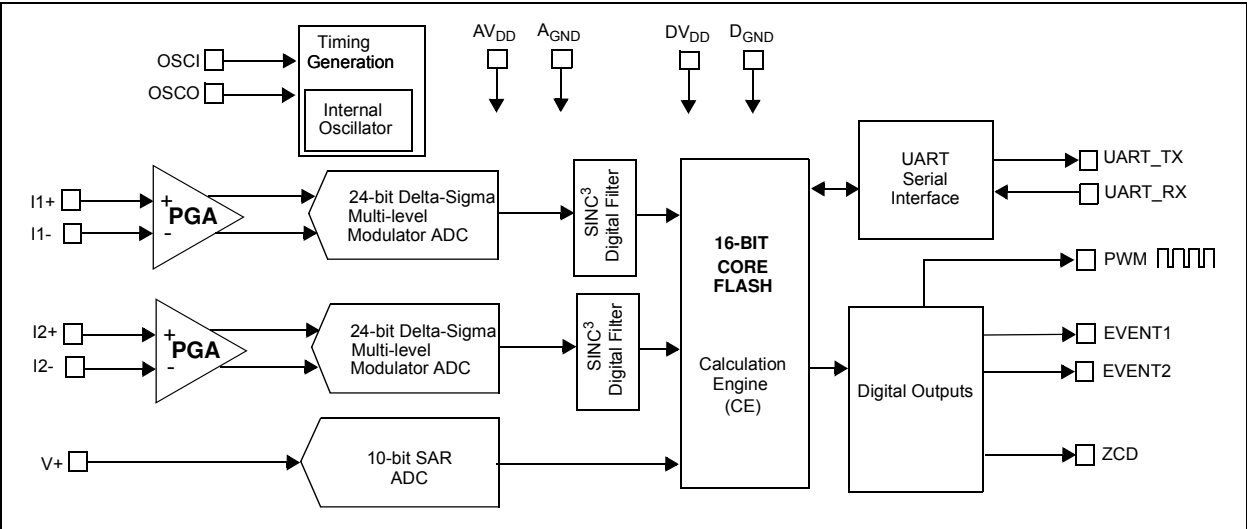 OSCI
OSCO
Timing
Generation
Internal
Oscillator
AVDD
AGND
DVDD
DGND
I1+
I1-
+
PGA
-
24-bit Delta-Sigma
Multi-level
Modulator ADC
SINC3
Digital Filter
I2+
I2-
+
PGA
-
24-bit Delta-Sigma
Multi-level
Modulator ADC
SINC3
Digital Filter
V+
10-bit SAR
ADC
16-BIT
CORE
FLASH
Calculation
Engine
(CE)
UART
Serial
Interface
UART_TX
UART_RX
Digital Outputs
PWM
EVENT1
EVENT2
ZCD